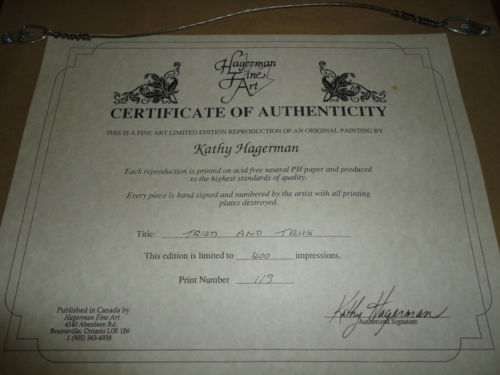 Hagerman
Fine
Art
CERTIFICATE OF AUTHENTICITY
THIS IS A FINE ART LIMITED EDITION REPRODUCTION OF AN ORIGINAL PAINTING BY
Kathy Hagerman
Each reproduction is printed on acid free neutral PH paper and produced
to the highest standards of quality.
Every piece is hand signed and numbered by the artist with all printing
plates destroyed.
Title: TRIED AND TRUE
This edition is limited to 400 impressions.
Print Number 113
Published in Canada by
Hagerman Fine Art
4140 Aberdeen Rd.
Beamsville, Ontario L0R 1B6
1 (905) 563-4938
Kathy Hagerman
Authorized Signature